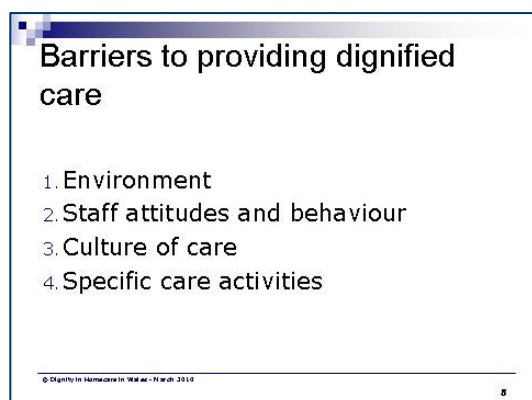 Barriers to providing dignified
care
1. Environment
2. Staff attitudes and behaviour
3. Culture of care
4. Specific care activities
© Dignity in Homecare in Wales - March 2010
8